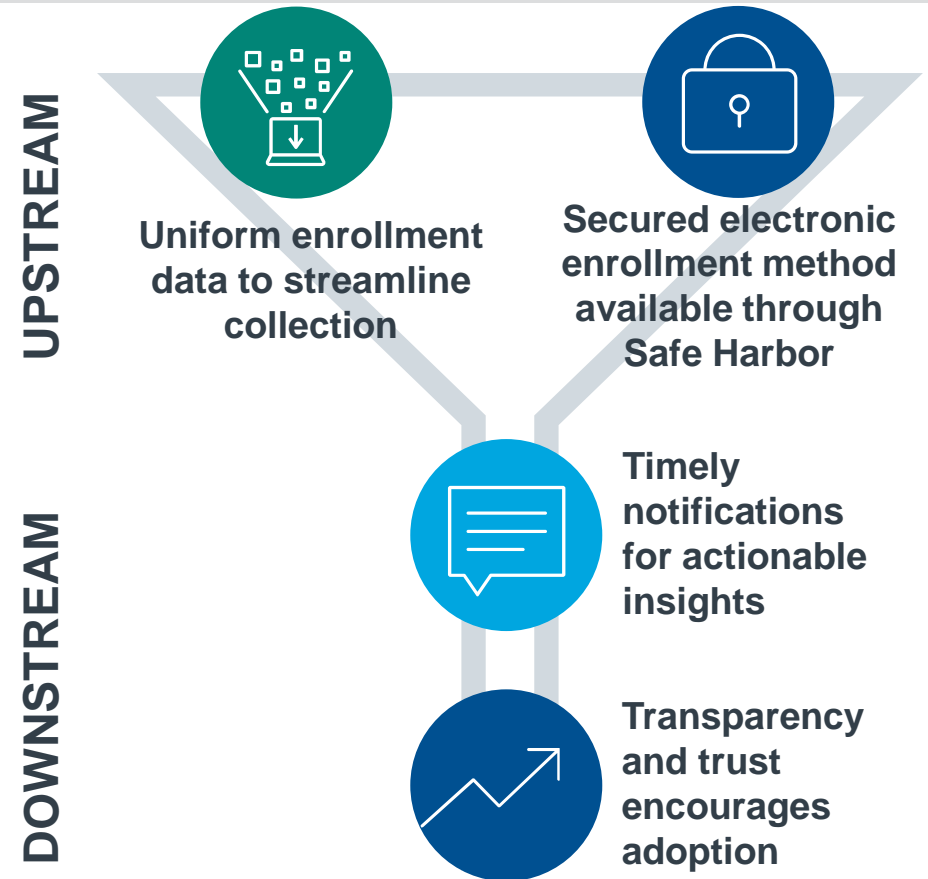 UPSTREAM
Uniform enrollment
data to streamline
collection
Secured electronic
enrollment method
available through
Safe Harbor
DOWNSTREAM
Timely
notifications
for actionable
insights
Transparency
and trust
encourages
adoption